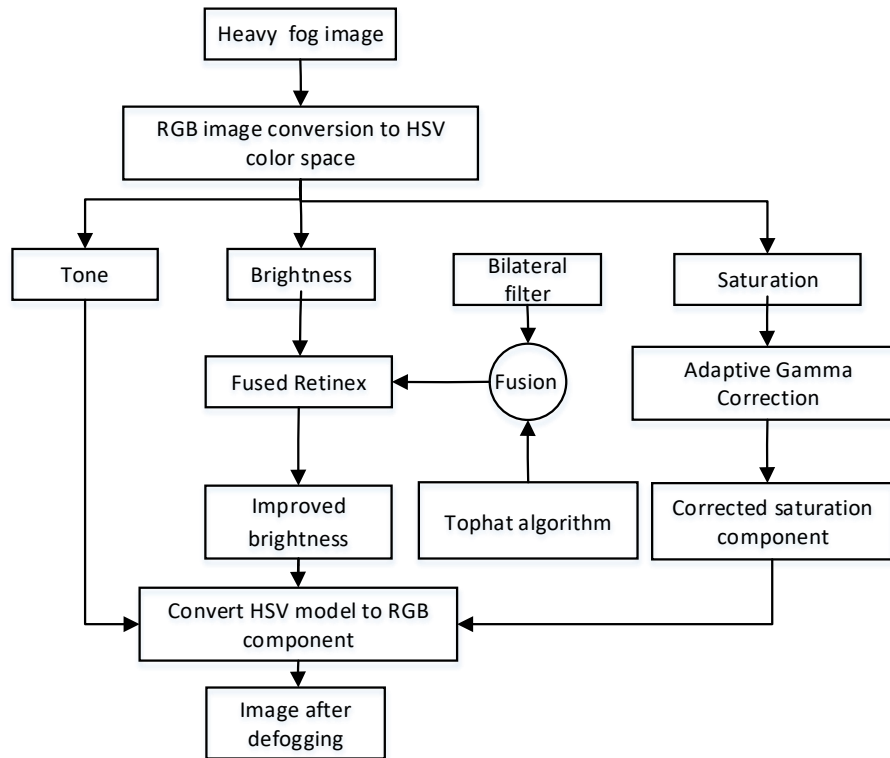 Heavy fog image
RGB image conversion to HSV
color space
Tone
Brightness
Bilateral
filter
Saturation
Fused Retinex
Fusion
Adaptive Gamma
Correction
Improved
brightness
Tophat algorithm
Corrected saturation
component
Convert HSV model to RGB
component
Image after
defogging